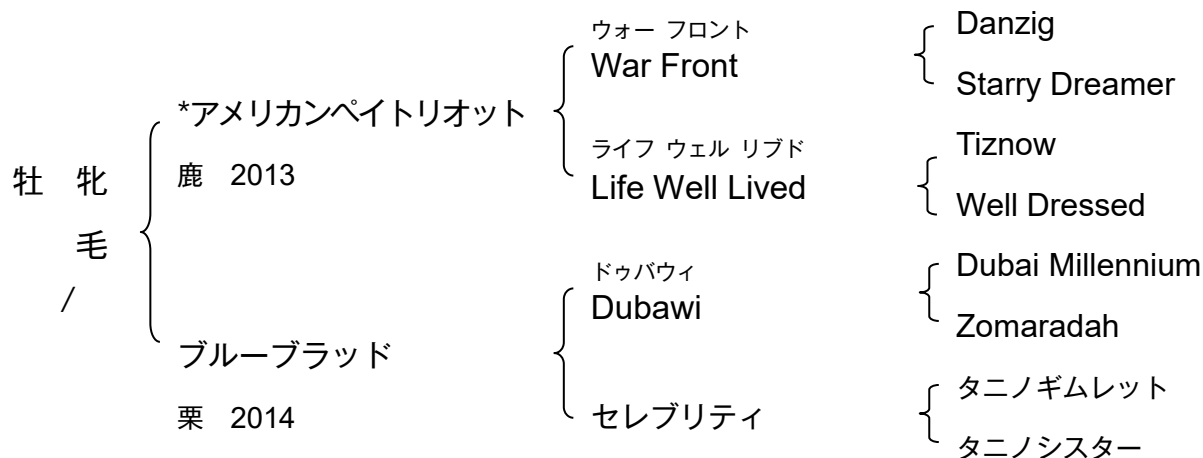 牡 牝
毛
/
*アメリカンペイトリオット
鹿 2013
ブルーブラッド
栗 2014
ウォー フロント
War Front
ライフ ウェル リブド
Life Well Lived
ドゥバウィ
Dubawi
セレブリティ
Danzig
Starry Dreamer
Tiznow
Well Dressed
Dubai Millennium
Zomaradah
タニノギムレット
タニノシスター